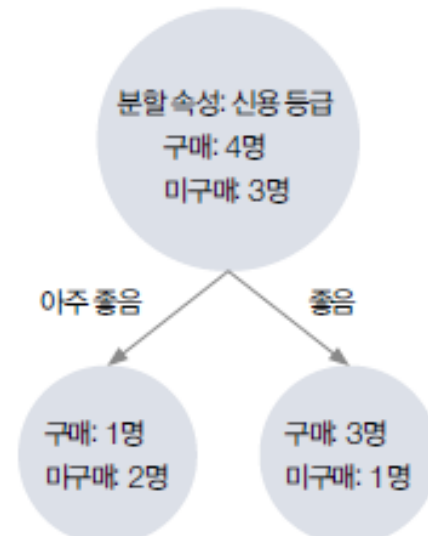 분할 속성: 신용 등급
구매: 4명
미구매: 3명
아주 좋음
좋음
구매: 1명
미구매: 2명
구매: 3명
미구매: 1명